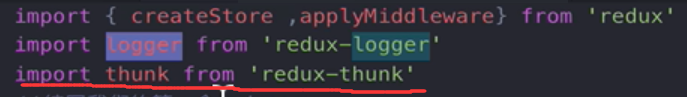 import { createStore ,applyMiddleware} from 'redux'
import logger from 'redux-logger'
import thunk from 'redux-thunk'